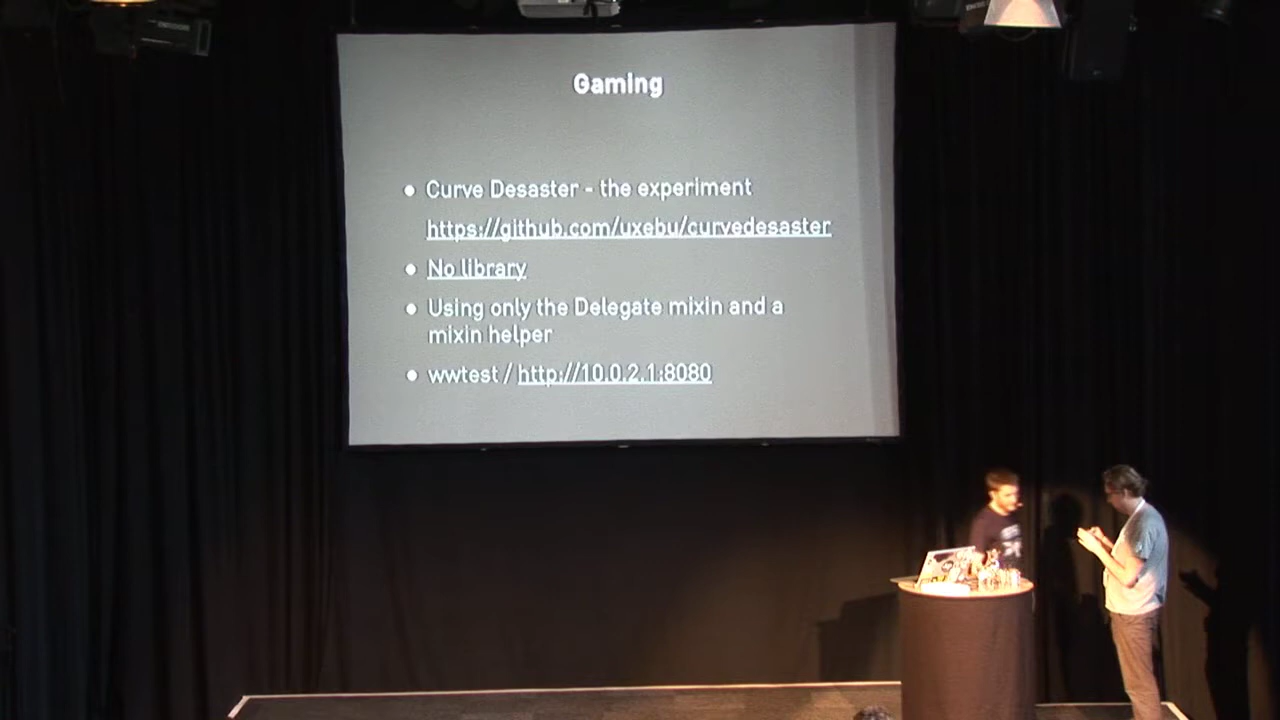 Gaming
Curve Desaster - the experiment
https://github.com/uxebu/curvedesaster
No library
Using only the Delegate mixin and a
mixin helper
wwtest / http://10.0.2.1:8080